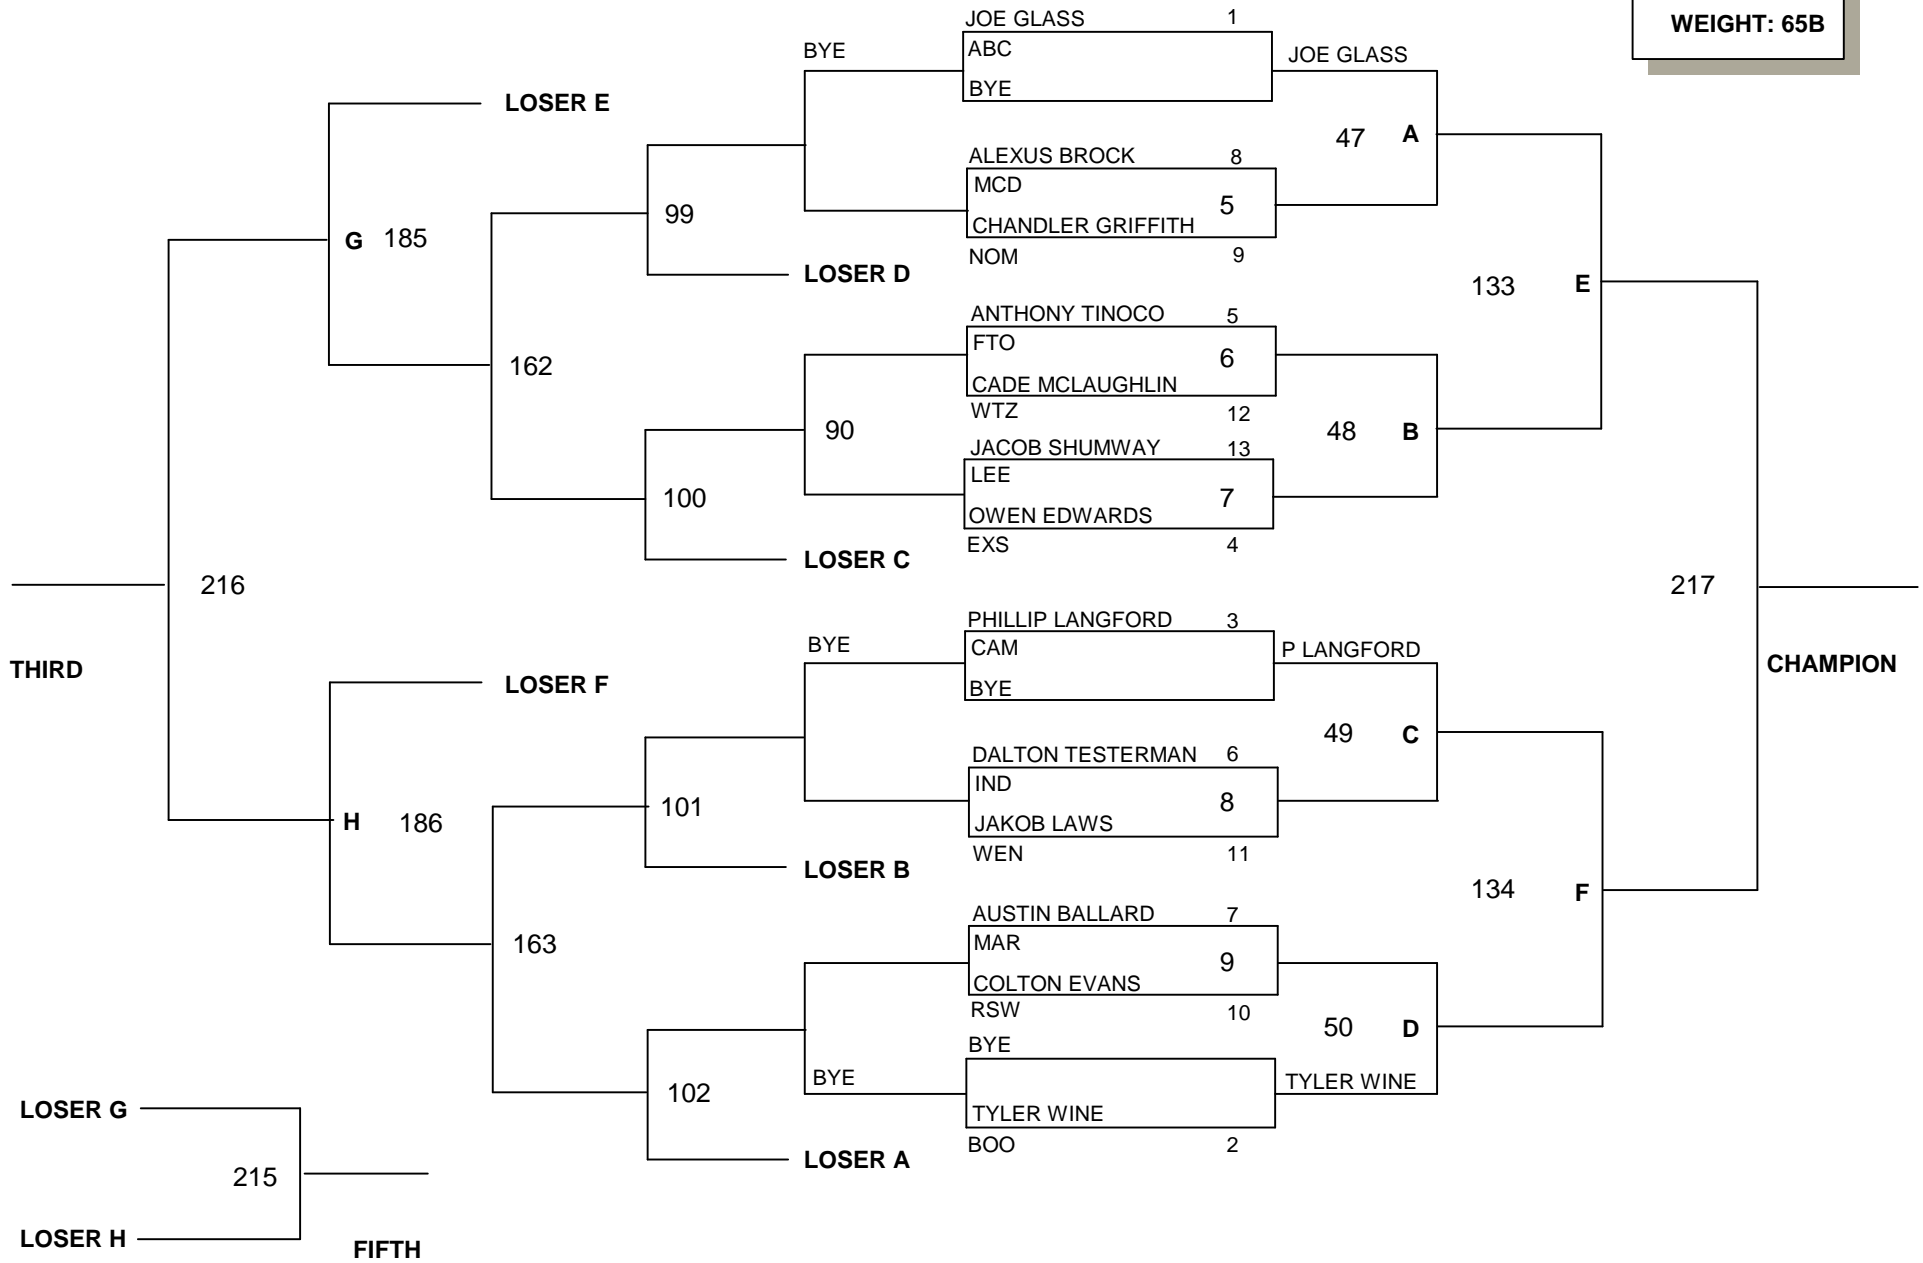 WEIGHT: 65B
JOE GLASS 1
ABC
BYE
BYE
JOE GLASS
47 A
ALEXUS BROCK 8
MCD
5
CHANDLER GRIFFITH
NOM 9
LOSER E
G 185
99
LOSER D
133 E
ANTHONY TINOCO 5
FTO
6
CADE MCLAUGHLIN
WTZ 12
162
90
48 B
JACOB SHUMWAY 13
LEE
7
OWEN EDWARDS
EXS 4
100
LOSER C
216
217
THIRD
CHAMPION
PHILLIP LANGFORD 3
CAM
BYE
BYE
P LANGFORD
LOSER F
49 C
DALTON TESTERMAN 6
IND
8
JAKOB LAWS
WEN 11
H 186
101
LOSER B
134 F
AUSTIN BALLARD 7
MAR
9
COLTON EVANS
RSW 10
163
50 D
BYE
BYE
TYLER WINE
TYLER WINE
BOO 2
102
LOSER A
LOSER G
215
LOSER H
FIFTH